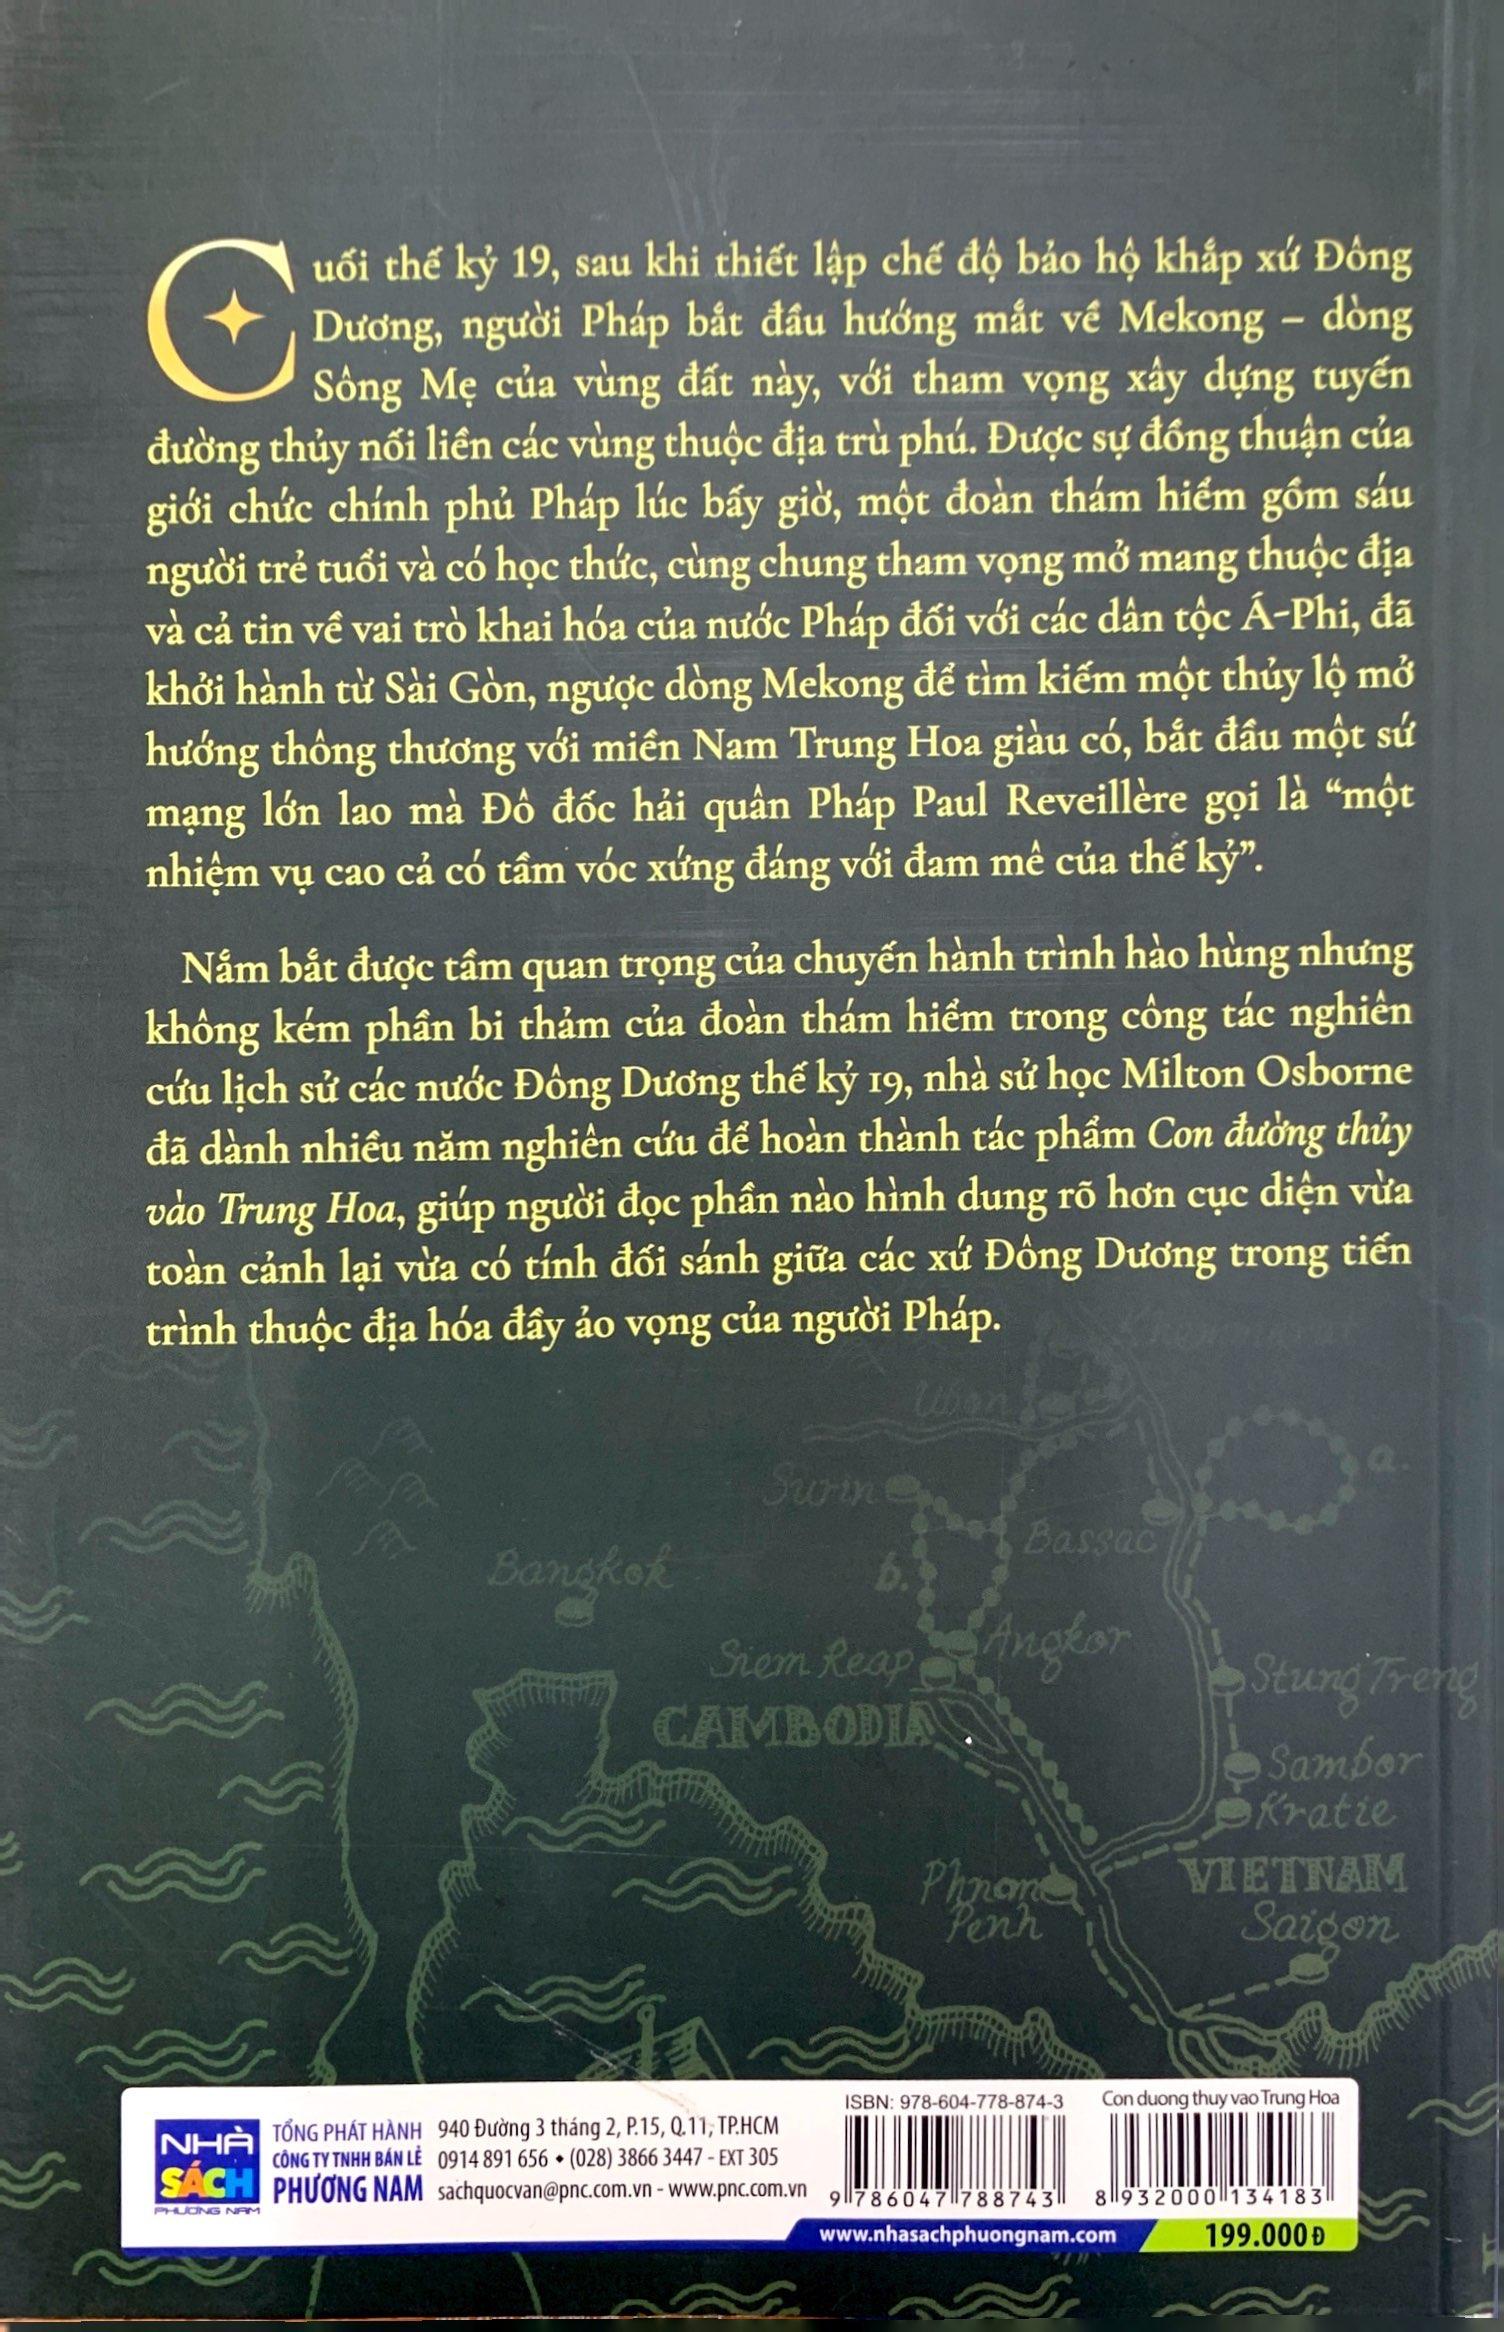 Cuối thế kỷ 19, sau khi thiết lập chế độ bảo hộ khắp xứ Đông
Dương, người Pháp bắt đầu hướng mắt về Mekong – dòng
Sông Mẹ của vùng đất này, với tham vọng xây dựng tuyến
đường thủy nối liền các vùng thuộc địa trù phú. Được sự đồng thuận của
giới chức chính phủ Pháp lúc bấy giờ, một đoàn thám hiểm gồm sáu
người trẻ tuổi và có học thức, cùng chung tham vọng mở mang thuộc địa
và cả tin về vai trò khai hóa của nước Pháp đối với các dân tộc Á-Phi, đã
khởi hành từ Sài Gòn, ngược dòng Mekong để tìm kiếm một thủy lộ mở
hướng thông thương với miền Nam Trung Hoa giàu có, bắt đầu một sứ
mạng lớn lao mà Đô đốc hải quân Pháp Paul Reveillère gọi là “một
nhiệm vụ cao cả có tầm vóc xứng đáng với đam mê của thế kỷ”.
Nắm bắt được tầm quan trọng của chuyến hành trình hào hùng nhưng
không kém phần bi thảm của đoàn thám hiểm trong công tác nghiên
cứu lịch sử các nước Đông Dương thế kỷ 19, nhà sử học Milton Osborne
đã dành nhiều năm nghiên cứu để hoàn thành tác phẩm Con đường thủy
vào Trung Hoa, giúp người đọc phần nào hình dung rõ hơn cục diện vừa
toàn cảnh lại vừa có tính đối sánh giữa các xứ Đông Dương trong tiến
trình thuộc địa hóa đầy ảo vọng của người Pháp.
Ubon
Surin
a.
Bassac
Bangkok
b.
Angkor
Siem Reap
Stung Treng
CAMBODIA
Sambor
Kratie
Phnom
Penh
VIETNAM
Saigon
NHÀ
SÁCH
PHƯƠNG NAM
TỔNG PHÁT HÀNH
CÔNG TY TNHH BÁN LẺ
PHƯƠNG NAM
940 Đường 3 tháng 2, P.15, Q.11, TP.HCM
0914 891 656 • (028) 3866 3447 - EXT 305
sachquocvan@pnc.com.vn - www.pnc.com.vn
ISBN: 978-604-778-874-3
9 786047 788743
Con duong thuy vao Trung Hoa
8 932000 134183
www.nhasachphuongnam.com
199.000 Đ